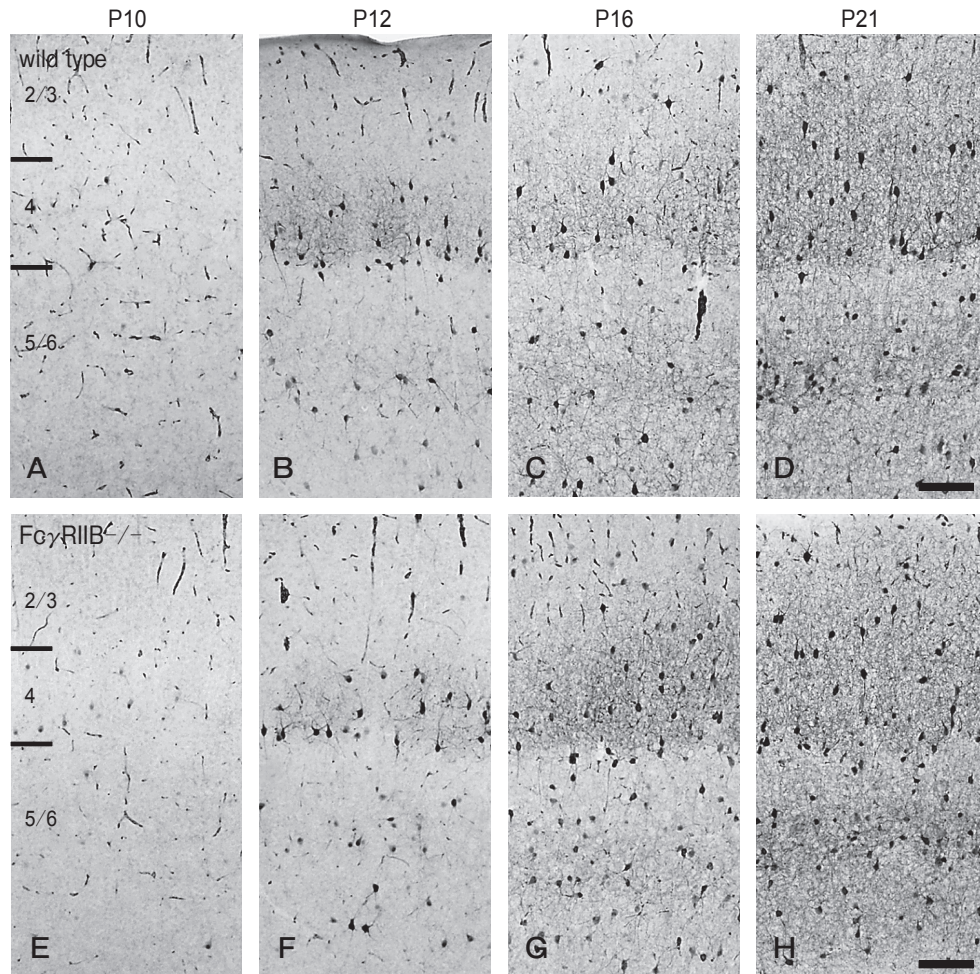 P10 P12 P16 P21
wild type
2/3
4
5/6
A B C D
FcγRIIB−/−
2/3
4
5/6
E F G H